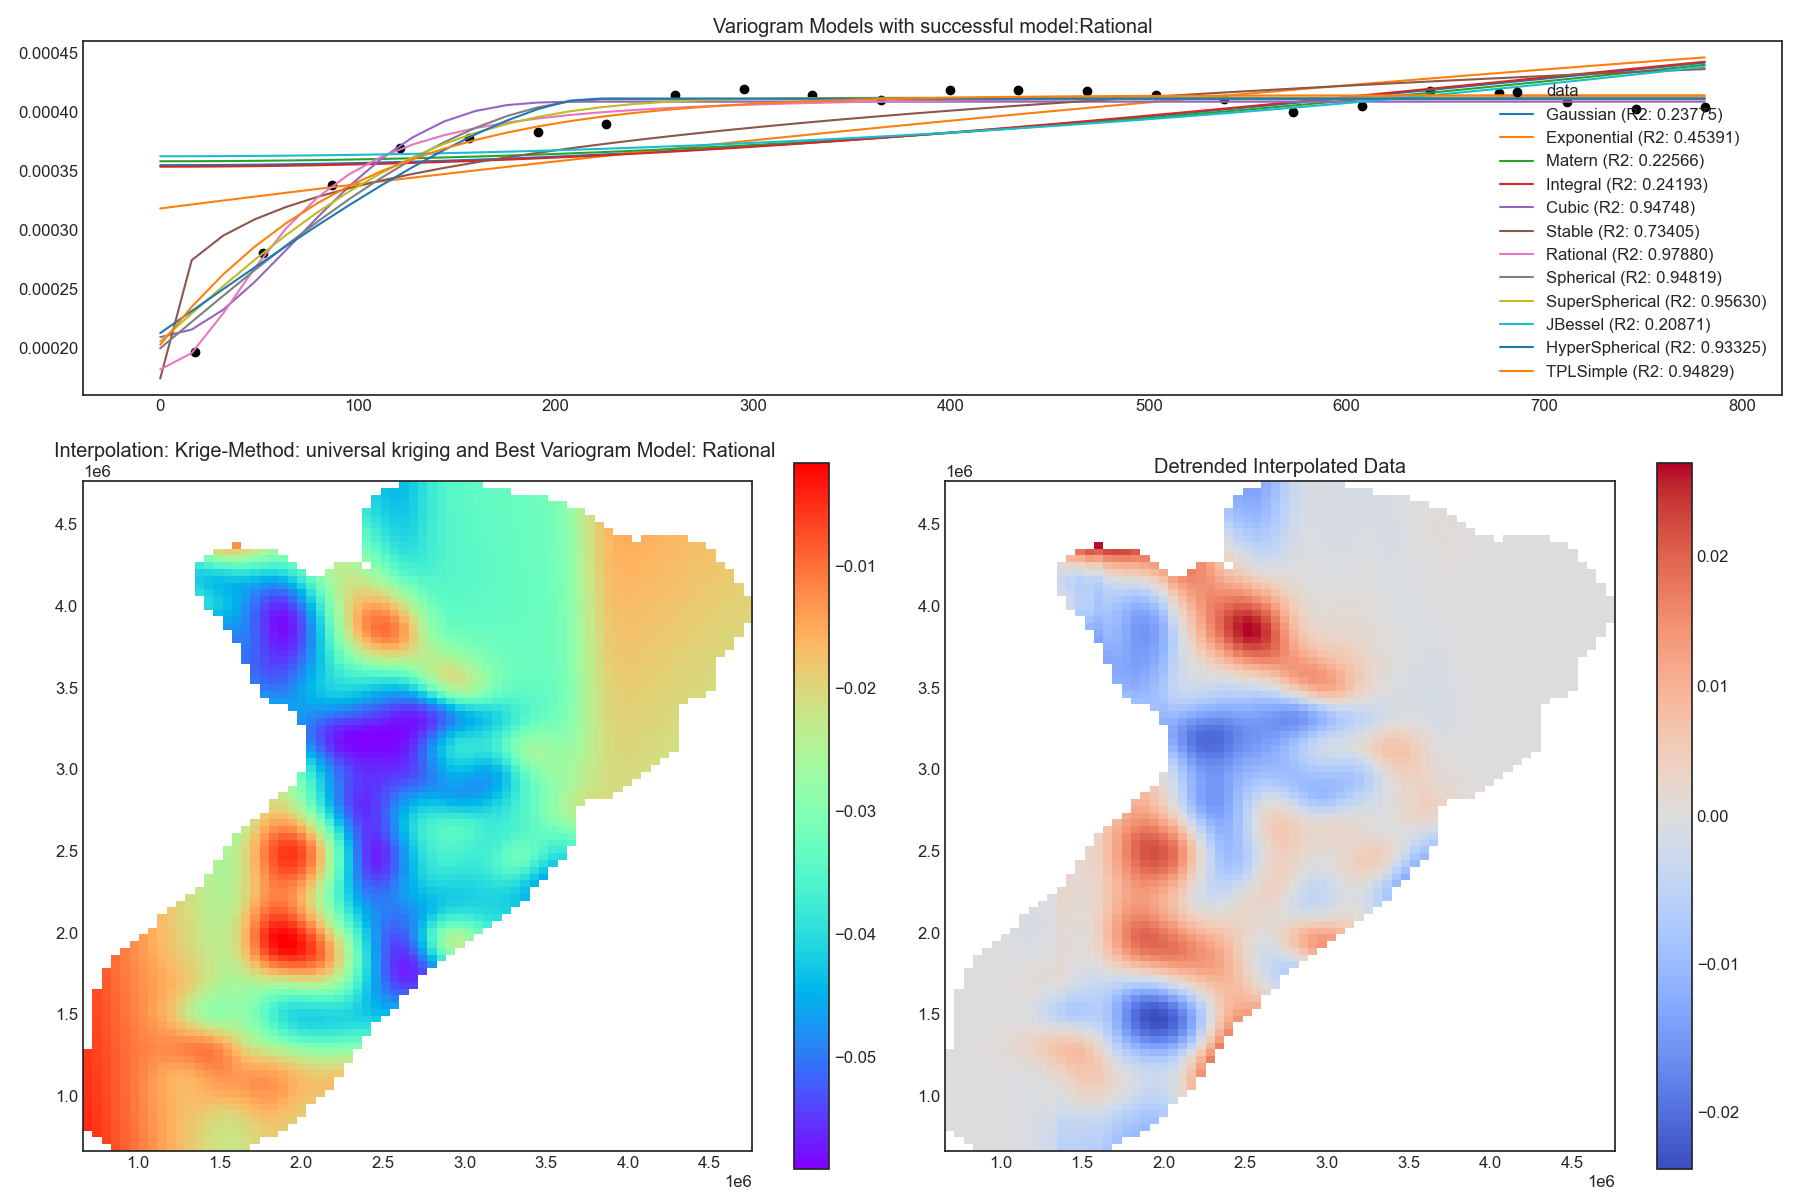 Variogram Models with successful model:Rational
0.00045
0.00040
0.00035
0.00030
0.00025
0.00020
data
Gaussian (R2: 0.23775)
Exponential (R2: 0.45391)
Matern (R2: 0.22566)
Integral (R2: 0.24193)
Cubic (R2: 0.94748)
Stable (R2: 0.73405)
Rational (R2: 0.97880)
Spherical (R2: 0.94819)
SuperSpherical (R2: 0.95630)
JBessel (R2: 0.20871)
HyperSpherical (R2: 0.93325)
TPLSimple (R2: 0.94829)
0 100 200 300 400 500 600 700 800
Interpolation: Krige-Method: universal kriging and Best Variogram Model: Rational
1e6
4.5
4.0
3.5
3.0
2.5
2.0
1.5
1.0
1.0 1.5 2.0 2.5 3.0 3.5 4.0 4.5
1e6
−0.01
−0.02
−0.03
−0.04
−0.05
Detrended Interpolated Data
1e6
4.5
4.0
3.5
3.0
2.5
2.0
1.5
1.0
1.0 1.5 2.0 2.5 3.0 3.5 4.0 4.5
1e6
0.02
0.01
0.00
−0.01
−0.02